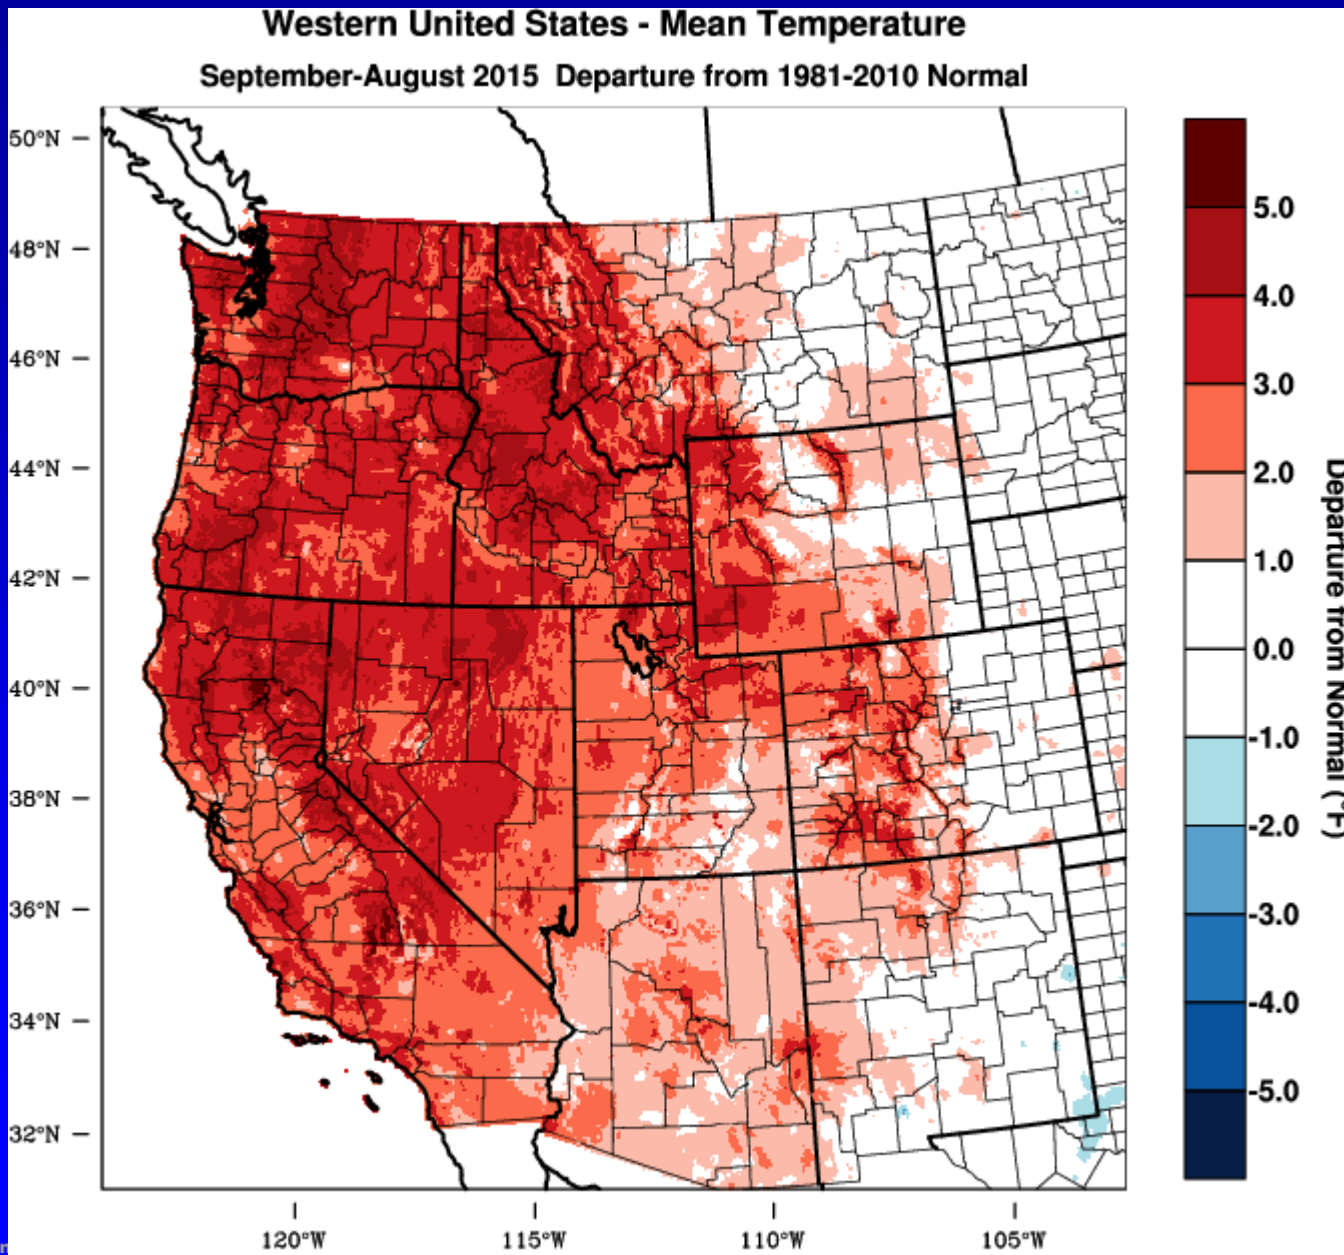 Western United States - Mean Temperature
September-August 2015 Departure from 1981-2010 Normal
50°N
48°N
46°N
44°N
42°N
40°N
38°N
36°N
34°N
32°N
120°W
115°W
110°W
105°W
5.0
4.0
3.0
2.0
1.0
0.0
-1.0
-2.0
-3.0
-4.0
-5.0
Departure from Normal (°F)